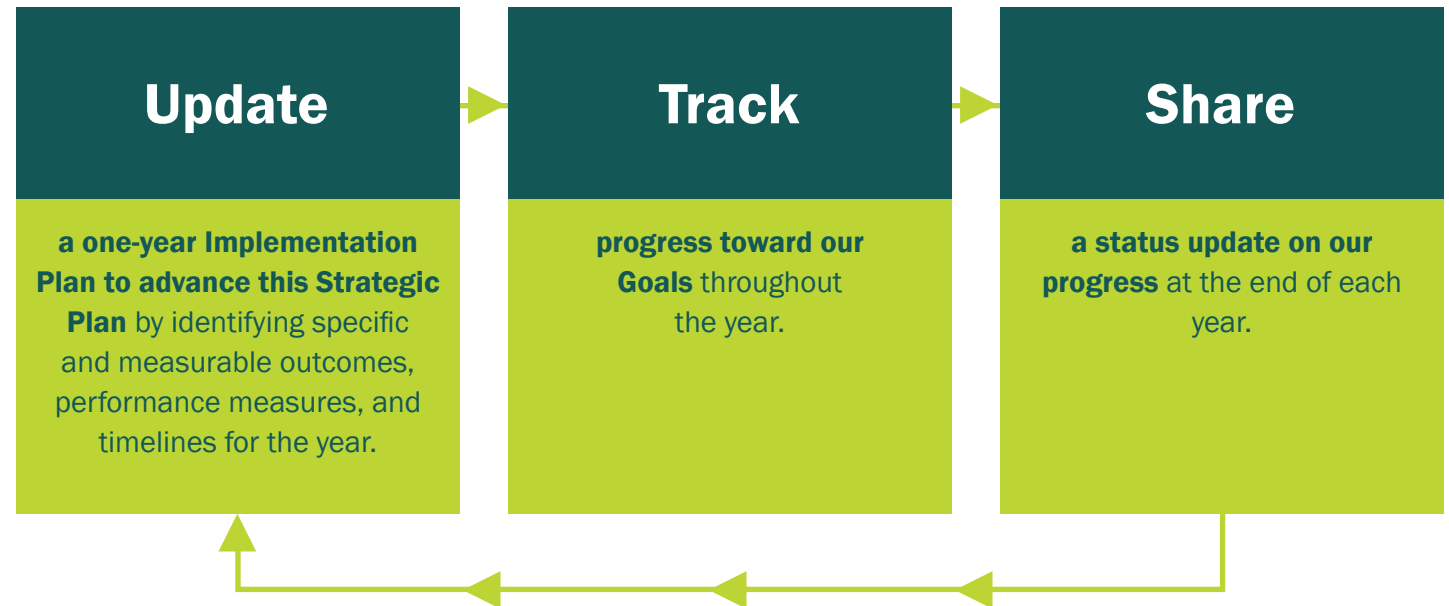 Update
a one-year Implementation
Plan to advance this Strategic
Plan by identifying specific
and measurable outcomes,
performance measures, and
timelines for the year.
Track
progress toward our
Goals throughout
the year.
Share
a status update on our
progress at the end of each
year.